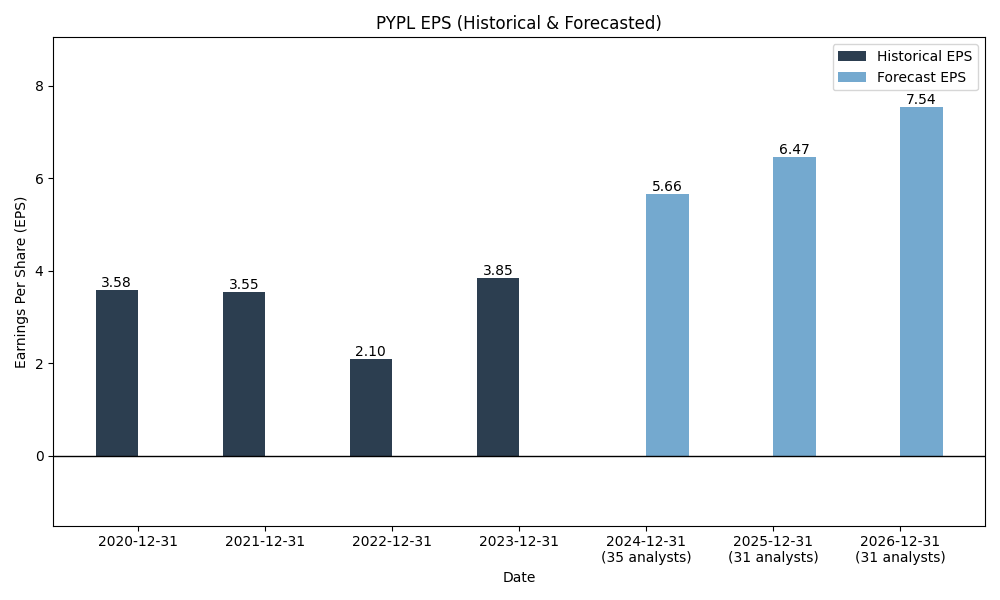 PYPL EPS (Historical & Forecasted)
Historical EPS
Forecast EPS
Earnings Per Share (EPS)
8
6
4
2
0
3.58
3.55
2.10
3.85
5.66
6.47
7.54
2020-12-31
2021-12-31
2022-12-31
2023-12-31
2024-12-31
(35 analysts)
2025-12-31
(31 analysts)
2026-12-31
(31 analysts)
Date